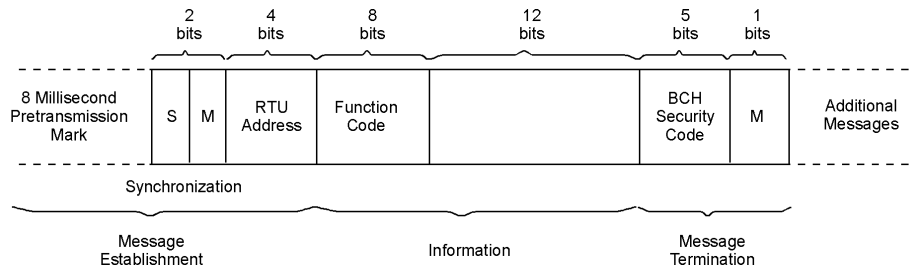 2
bits
4
bits
8
bits
12
bits
5
bits
1
bits
8 Millisecond
Pretransmission
Mark
S
M
RTU
Address
Function
Code
BCH
Security
Code
M
Additional
Messages
Synchronization
Message
Establishment
Information
Message
Termination